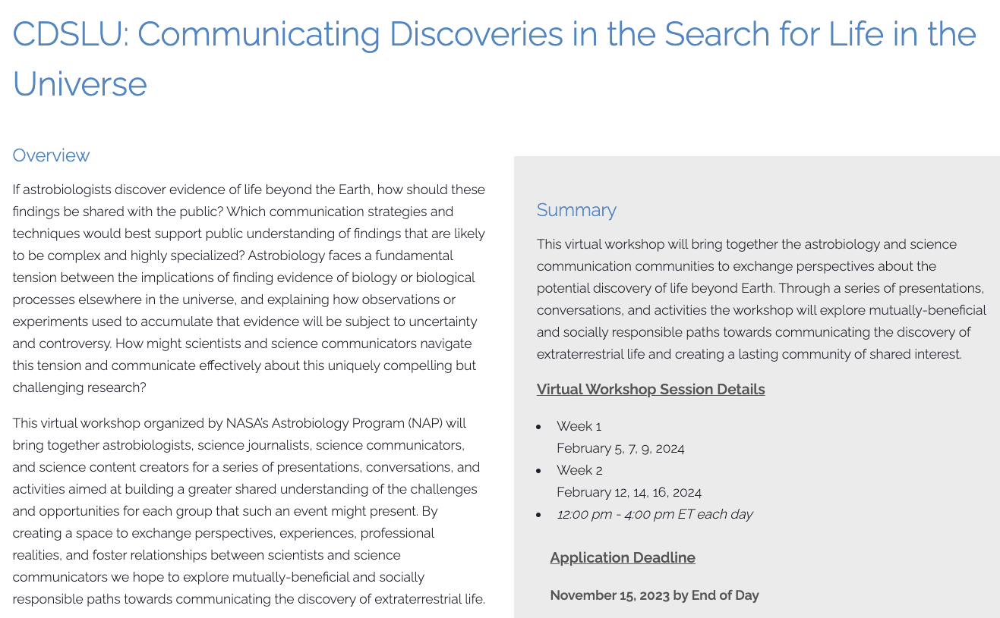 CDSLU: Communicating Discoveries in the Search for Life in the
Universe
Overview
If astrobiologists discover evidence of life beyond the Earth, how should these
findings be shared with the public? Which communication strategies and
techniques would best support public understanding of findings that are likely
to be complex and highly specialized? Astrobiology faces a fundamental
tension between the implications of finding evidence of biology or biological
processes elsewhere in the universe, and explaining how observations or
experiments used to accumulate that evidence will be subject to uncertainty
and controversy. How might scientists and science communicators navigate
this tension and communicate effectively about this uniquely compelling but
challenging research?
This virtual workshop organized by NASA's Astrobiology Program (NAP) will
bring together astrobiologists, science journalists, science communicators,
and science content creators for a series of presentations, conversations, and
activities aimed at building a greater shared understanding of the challenges
and opportunities for each group that such an event might present. By
creating a space to exchange perspectives, experiences, professional
realities, and foster relationships between scientists and science
communicators we hope to explore mutually-beneficial and socially
responsible paths towards communicating the discovery of extraterrestrial life.
Summary
This virtual workshop will bring together the astrobiology and science
communication communities to exchange perspectives about the
potential discovery of life beyond Earth. Through a series of presentations,
conversations, and activities the workshop will explore mutually-beneficial
and socially responsible paths towards communicating the discovery of
extraterrestrial life and creating a lasting community of shared interest.
Virtual Workshop Session Details
• Week 1
February 5, 7, 9, 2024
• Week 2
February 12, 14, 16, 2024
• 12:00 pm - 4:00 pm ET each day
Application Deadline
November 15, 2023 by End of Day